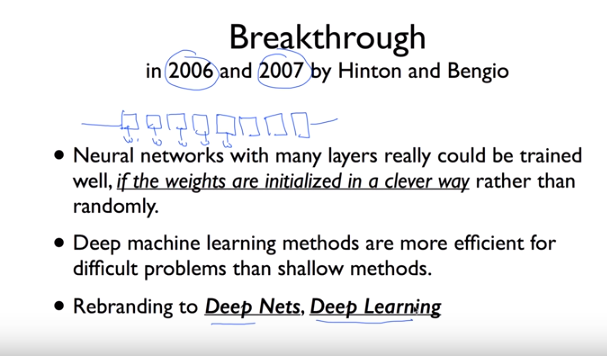 Breakthrough
in 2006 and 2007 by Hinton and Bengio
• Neural networks with many layers really could be trained
well, if the weights are initialized in a clever way rather than
randomly.
• Deep machine learning methods are more efficient for
difficult problems than shallow methods.
• Rebranding to Deep Nets, Deep Learning